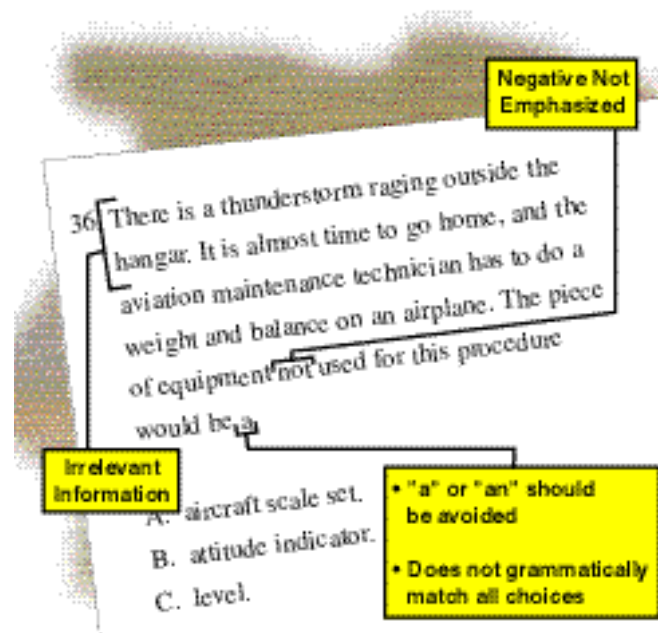 Negative Not
Emphasized
36. There is a thunderstorm raging outside the
hangar. It is almost time to go home, and the
aviation maintenance technician has to do a
weight and balance on an airplane. The piece
of equipment not used for this procedure
would be a
Irrelevant
Information
A. aircraft scale set.
B. attitude indicator.
C. level.
• "a" or "an" should
be avoided
• Does not grammatically
match all choices